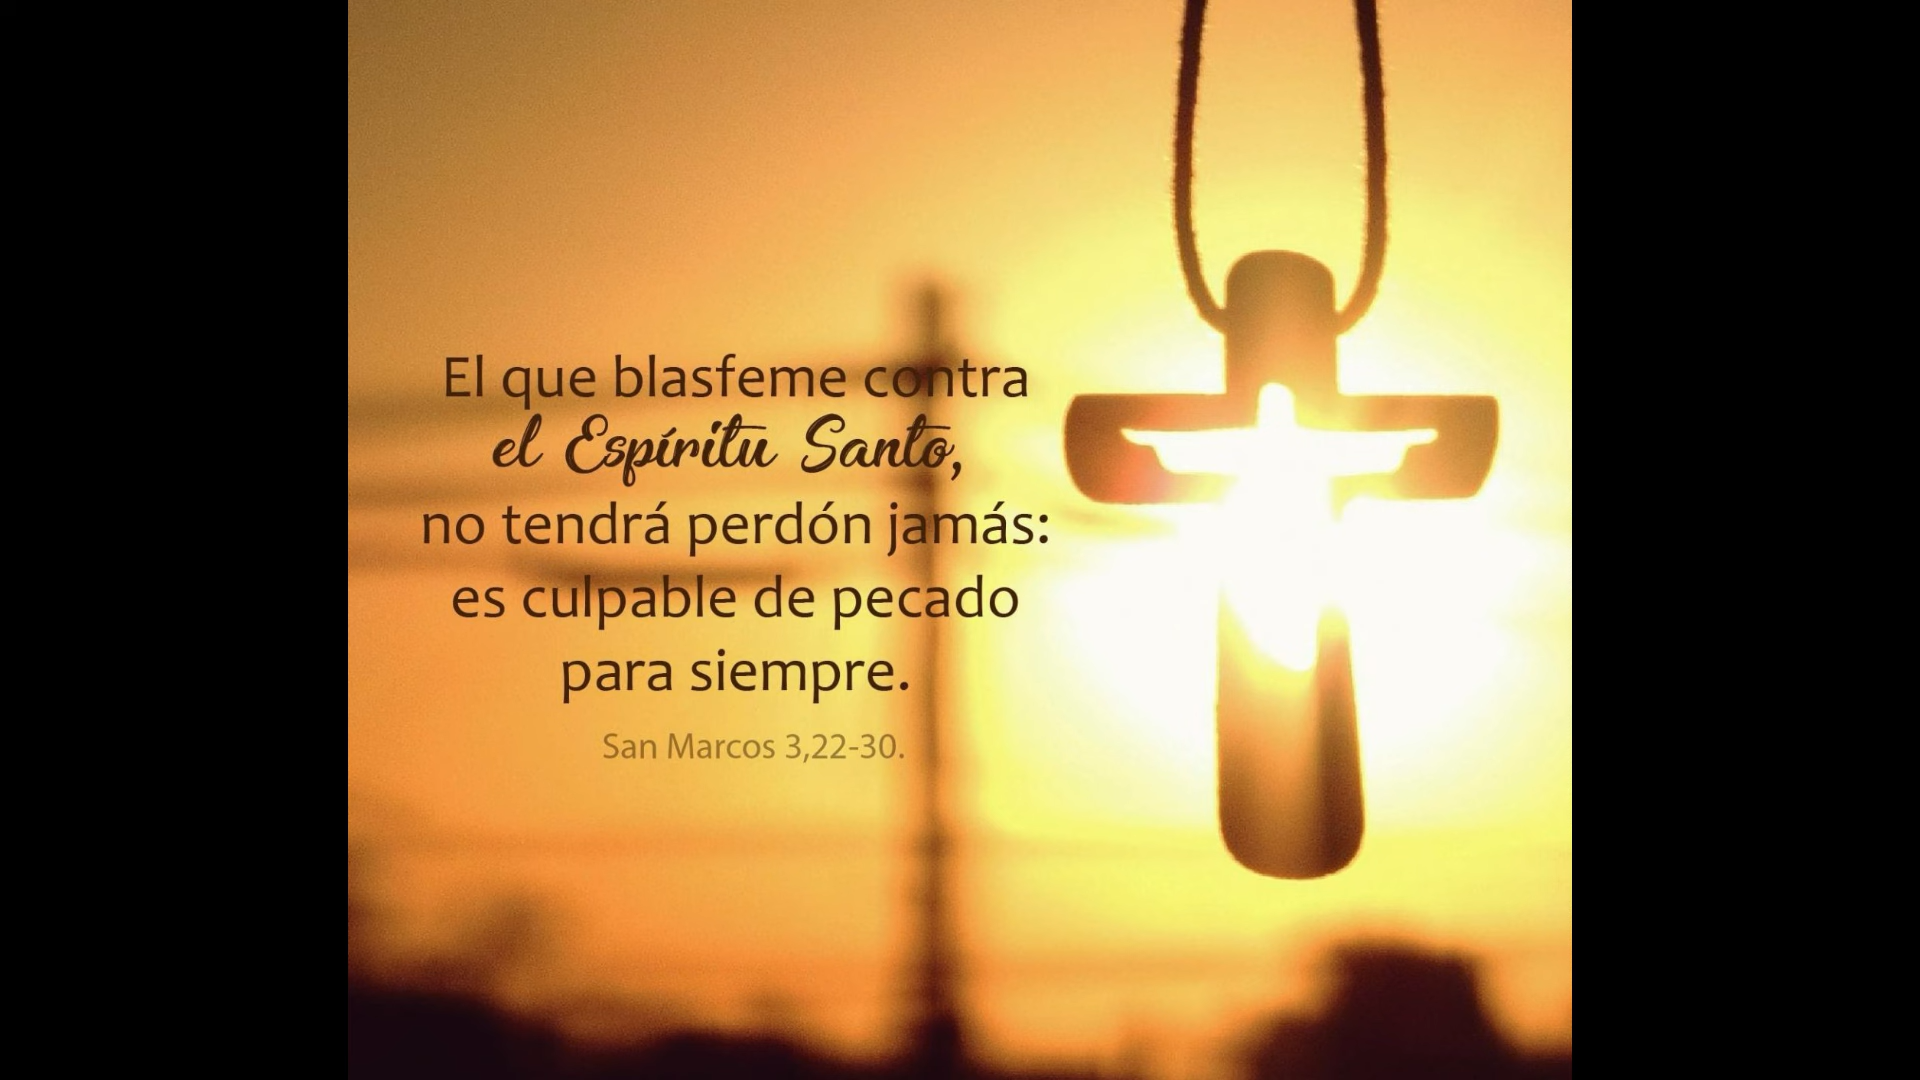 El que blasfeme contra
el Espíritu Santo,
no tendrá perdón jamás:
es culpable de pecado
para siempre.
San Marcos 3,22-30.